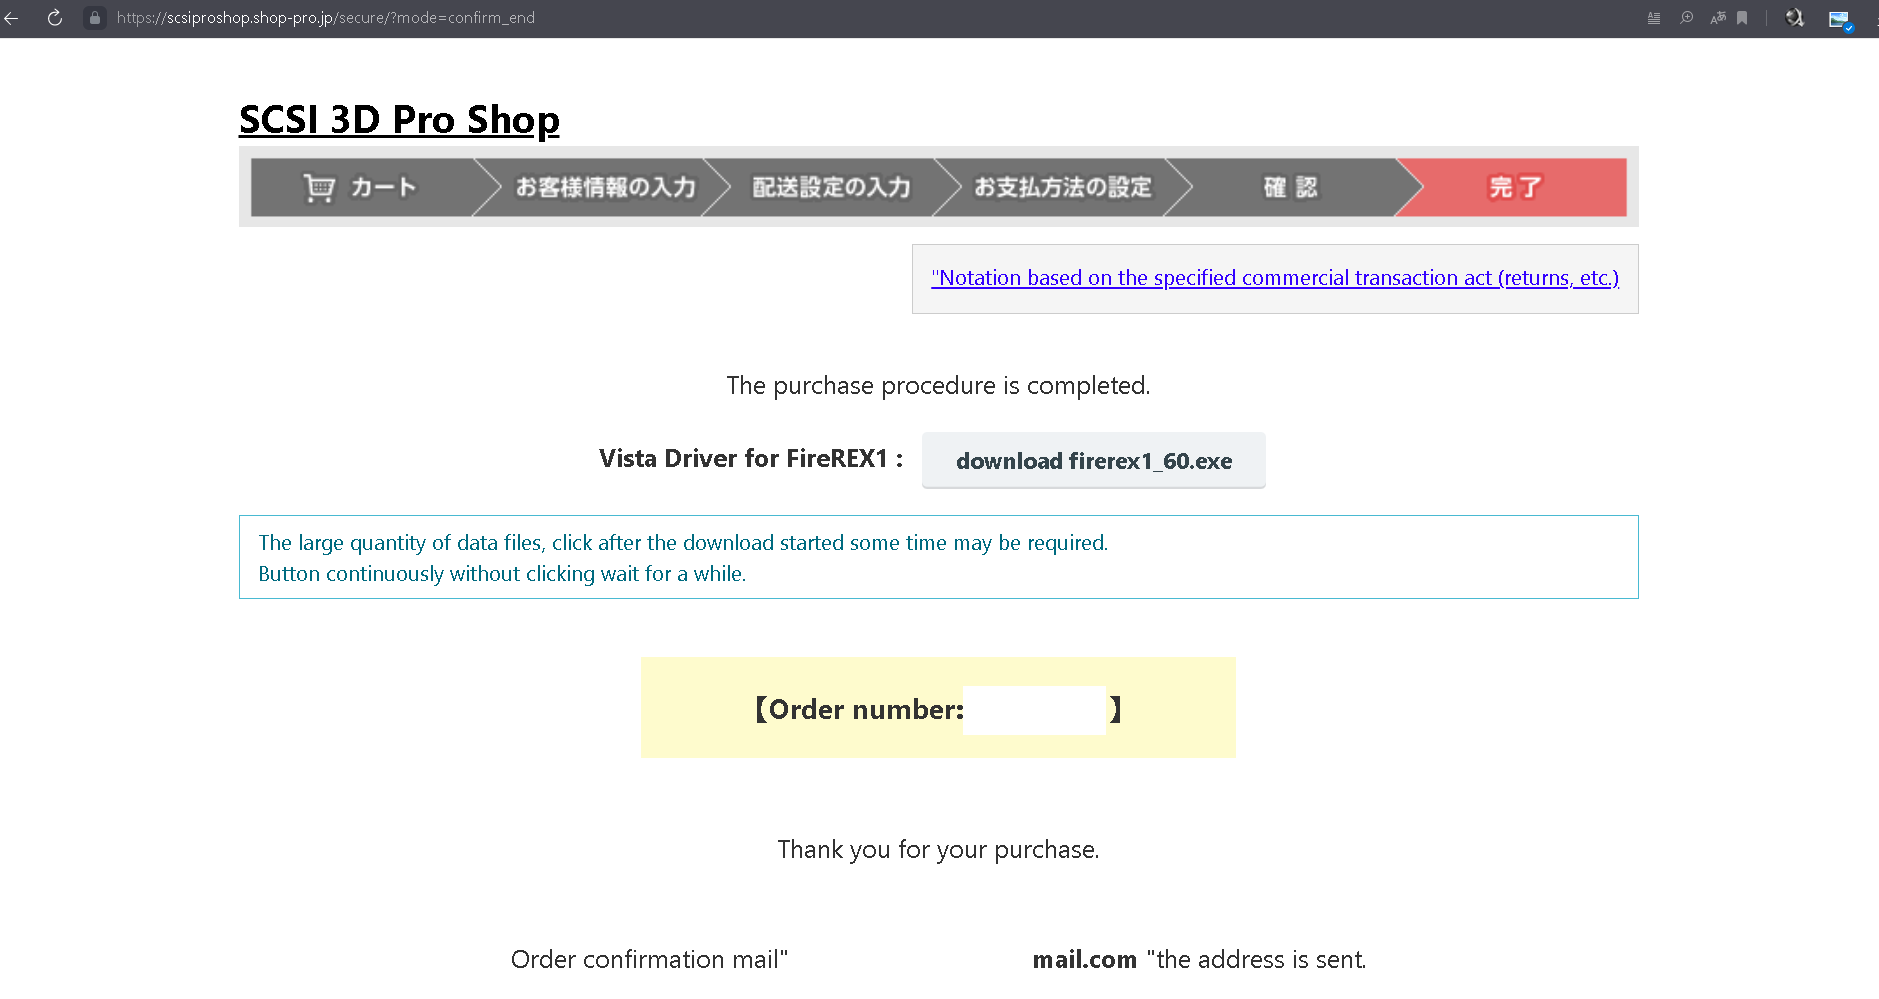 https://scsiproshop.shop-pro.jp/secure/?mode=confirm_end
SCSI 3D Pro Shop
カート お客様情報の入力 配送設定の入力 お支払方法の設定 確認 完了
"Notation based on the specified commercial transaction act (returns, etc.)
The purchase procedure is completed.
Vista Driver for FireREX1 : download firerex1_60.exe
The large quantity of data files, click after the download started some time may be required.
Button continuously without clicking wait for a while.
【Order number: 】
Thank you for your purchase.
Order confirmation mail" mail.com "the address is sent.